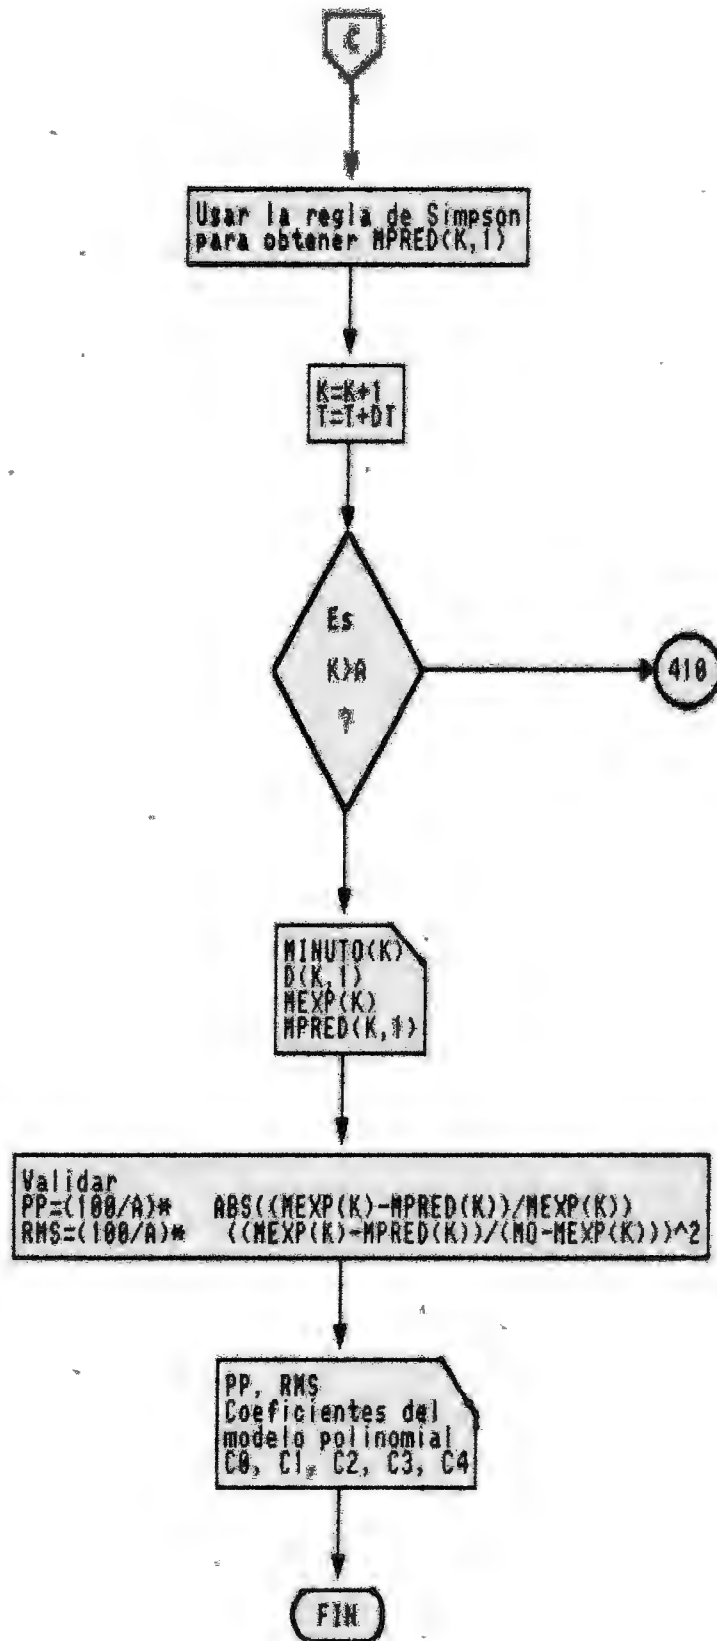 C
Usar la regla de Simpson
para obtener MPRED(K,1)
K=K+1
T=T+DT
Es
K>A
?
410
MINUTO(K)
D(K,1)
MEXP(K)
MPRED(K,1)
Validar
PP=(100/A)* ABS((MEXP(K)-MPRED(K))/MEXP(K))
RMS=(100/A)* ((MEXP(K)-MPRED(K))/(MO-MEXP(K)))^2
PP, RMS
Coeficientes del
modelo polinomial
C0, C1, C2, C3, C4
FIN